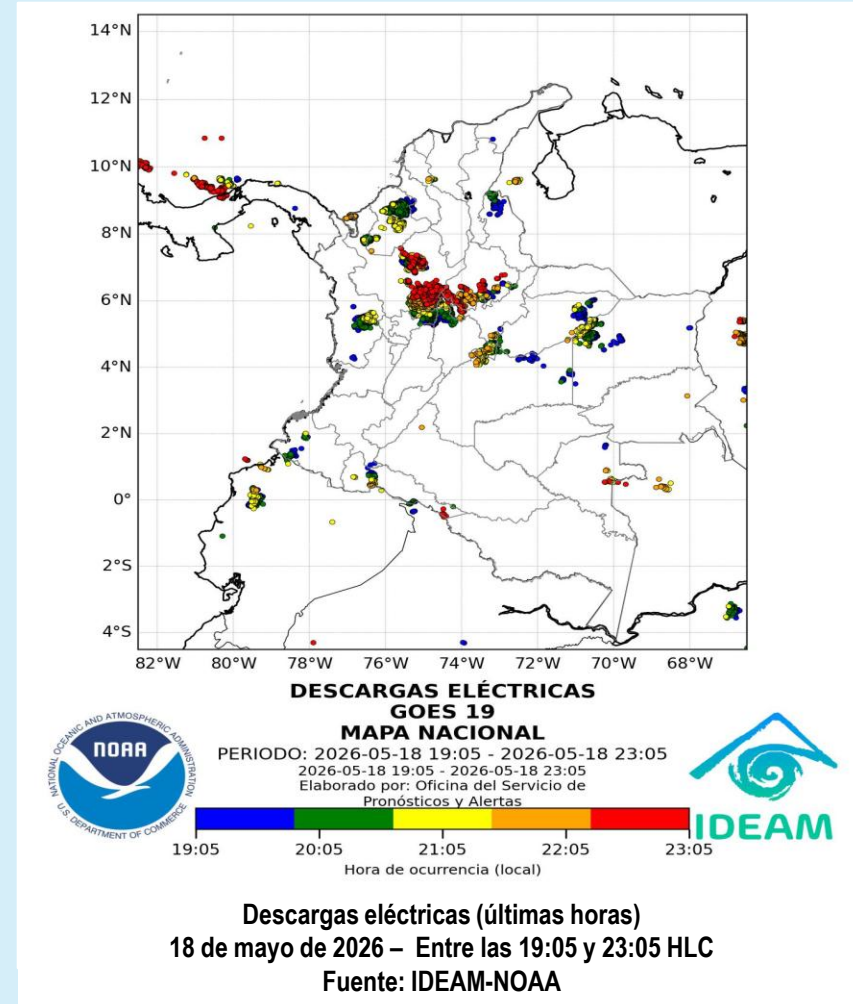 14°N
12°N
10°N
8°N
6°N
4°N
2°N
0°
2°S
4°S
82°W 80°W 78°W 76°W 74°W 72°W 70°W 68°W
DESCARGAS ELÉCTRICAS
GOES 19
MAPA NACIONAL
PERIODO: 2026-05-18 19:05 - 2026-05-18 23:05
2026-05-18 19:05 - 2026-05-18 23:05
Elaborado por: Oficina del Servicio de
Pronósticos y Alertas
NATIONAL OCEANIC AND ATMOSPHERIC ADMINISTRATION
NOAA
U.S. DEPARTMENT OF COMMERCE
IDEAM
19:05 20:05 21:05 22:05 23:05
Hora de ocurrencia (local)
Descargas eléctricas (últimas horas)
18 de mayo de 2026 – Entre las 19:05 y 23:05 HLC
Fuente: IDEAM-NOAA